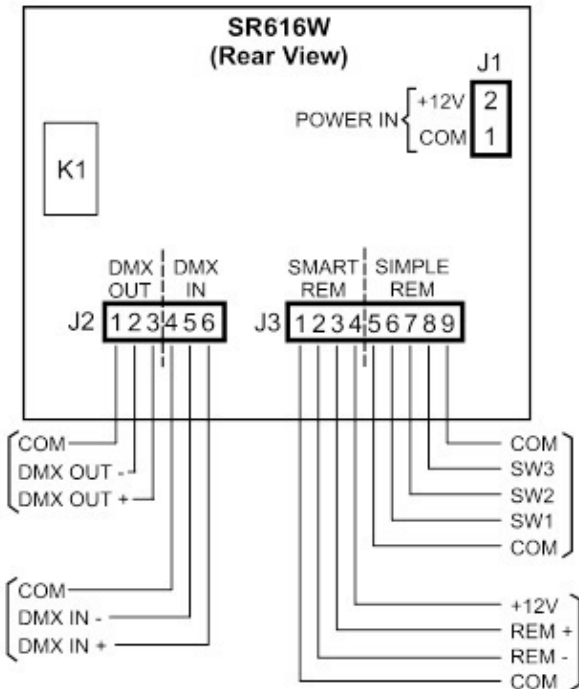 SR616W
(Rear View)
J1
POWER IN
+12V 2
COM 1
K1
DMX OUT
DMX IN
SMART REM
SIMPLE REM
J2 1 2 3 4 5 6
J3 1 2 3 4 5 6 7 8 9
COM
DMX OUT -
DMX OUT +
COM
DMX IN -
DMX IN +
COM
SW3
SW2
SW1
COM
+12V
REM +
REM -
COM